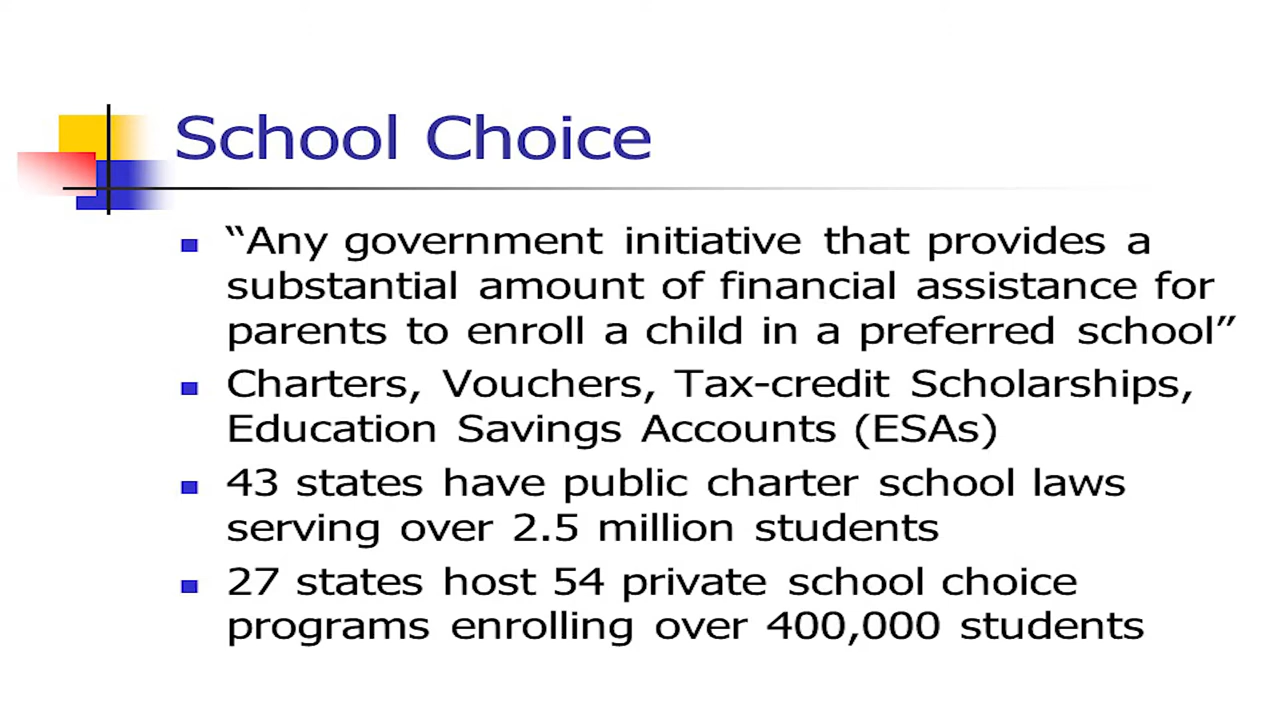 School Choice
“Any government initiative that provides a
substantial amount of financial assistance for
parents to enroll a child in a preferred school”
Charters, Vouchers, Tax-credit Scholarships,
Education Savings Accounts (ESAs)
43 states have public charter school laws
serving over 2.5 million students
27 states host 54 private school choice
programs enrolling over 400,000 students